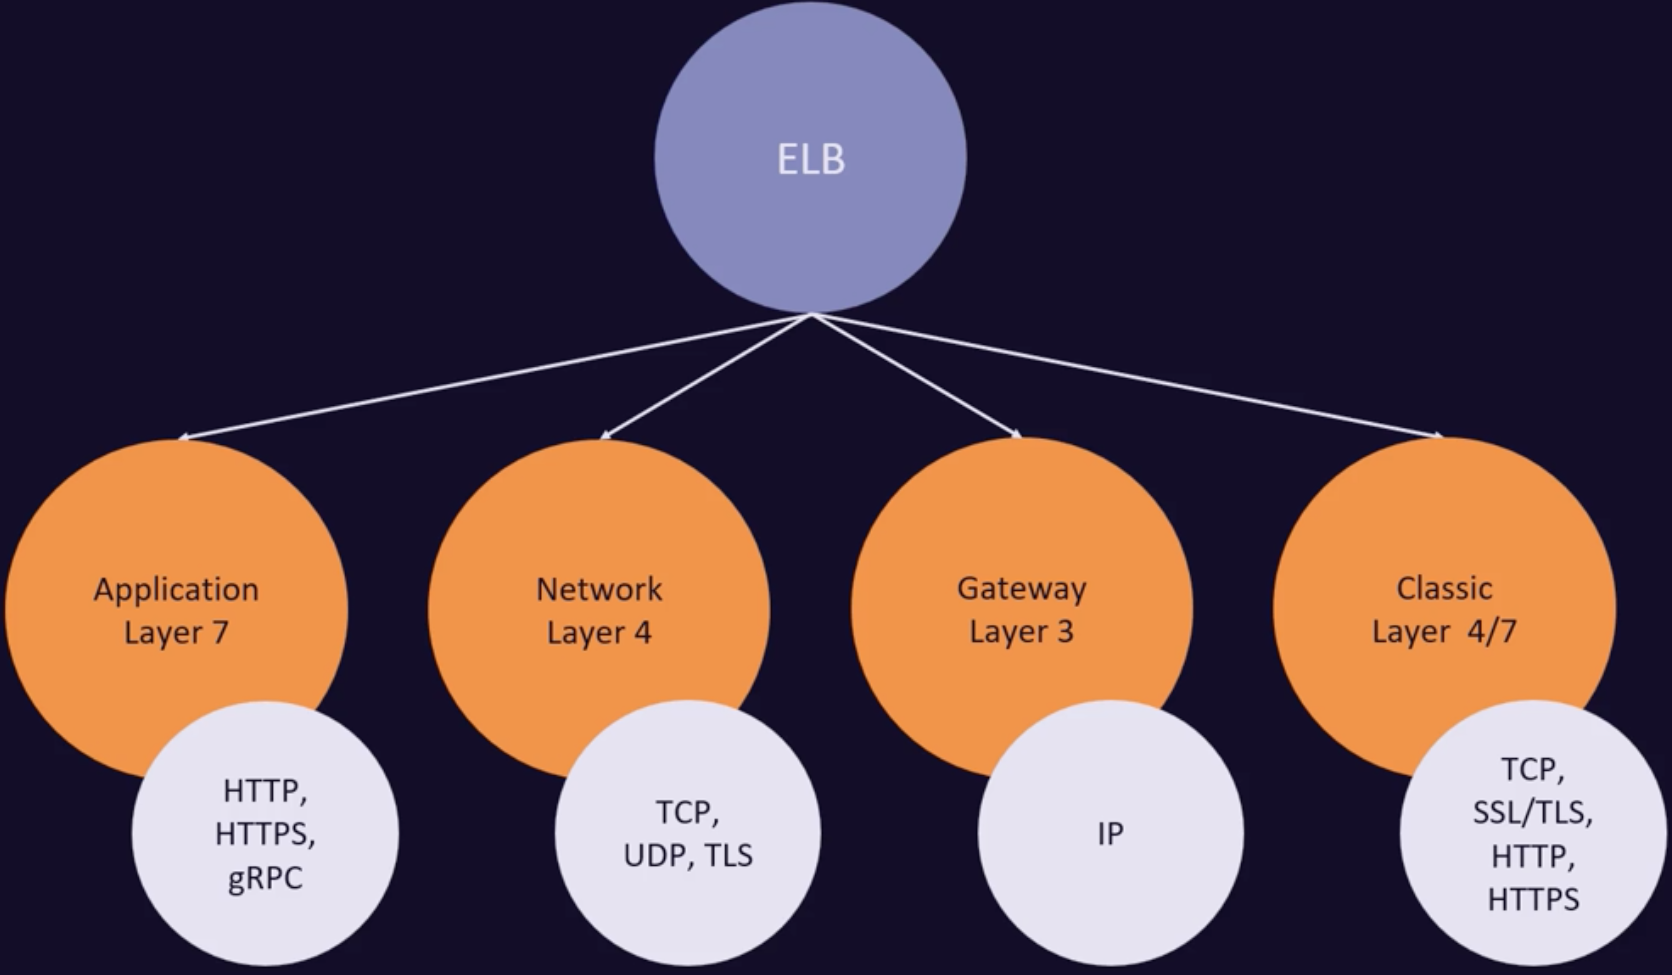 ELB
Application
Layer 7
HTTP,
HTTPS,
gRPC
Network
Layer 4
TCP,
UDP, TLS
Gateway
Layer 3
IP
Classic
Layer 4/7
TCP,
SSL/TLS,
HTTP,
HTTPS